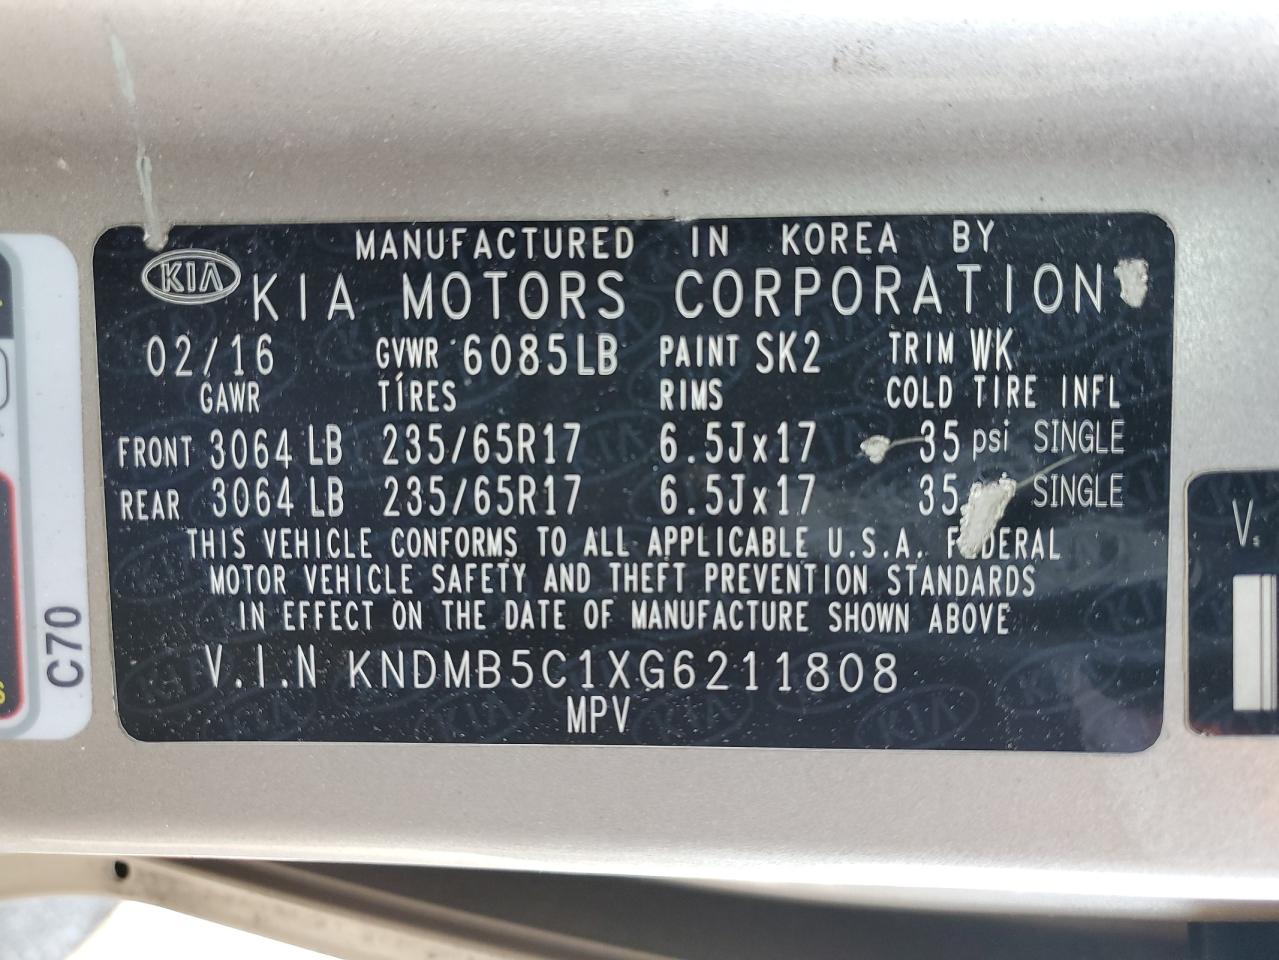 MANUFACTURED IN KOREA BY
KIA KIA MOTORS CORPORATION
02/16 GVWR 6085LB PAINT SK2 TRIM WK
GAWR TIRES RIMS COLD TIRE INFL
FRONT 3064 LB 235/65R17 6.5Jx17 35 psi SINGLE
REAR 3064 LB 235/65R17 6.5Jx17 35 SINGLE
THIS VEHICLE CONFORMS TO ALL APPLICABLE U.S.A. FEDERAL
MOTOR VEHICLE SAFETY AND THEFT PREVENTION STANDARDS
IN EFFECT ON THE DATE OF MANUFACTURE SHOWN ABOVE
V.I.N KNDMB5C1XG6211808
MPV
C70